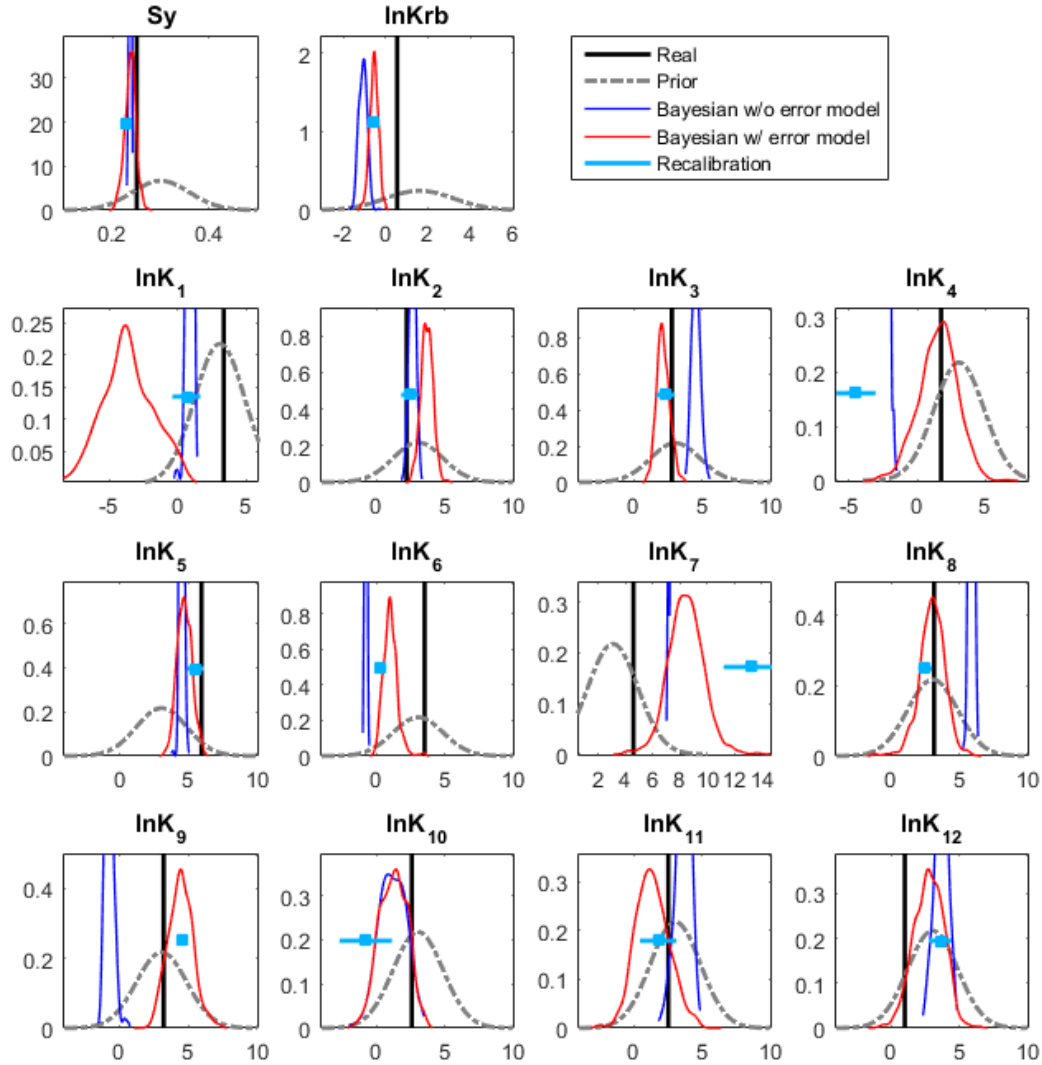 Sy lnKrb
30 20 10 0
0.2 0.4
2 1 0
-2 0 2 4 6
Real
Prior
Bayesian w/o error model
Bayesian w/ error model
Recalibration
lnK1 lnK2 lnK3 lnK4
0.25 0.2 0.15 0.1 0.05
-5 0 5
0.8 0.6 0.4 0.2 0
0 5 10
0.8 0.6 0.4 0.2 0
0 5 10
0.3 0.2 0.1 0
-5 0 5
lnK5 lnK6 lnK7 lnK8
0.6 0.4 0.2 0
0 5 10
0.8 0.6 0.4 0.2 0
0 5 10
0.3 0.2 0.1 0
2 4 6 8 10 12 14
0.4 0.2 0
0 5 10
lnK9 lnK10 lnK11 lnK12
0.4 0.2 0
0 5 10
0.3 0.2 0.1 0
0 5 10
0.3 0.2 0.1 0
0 5 10
0.3 0.2 0.1 0
0 5 10